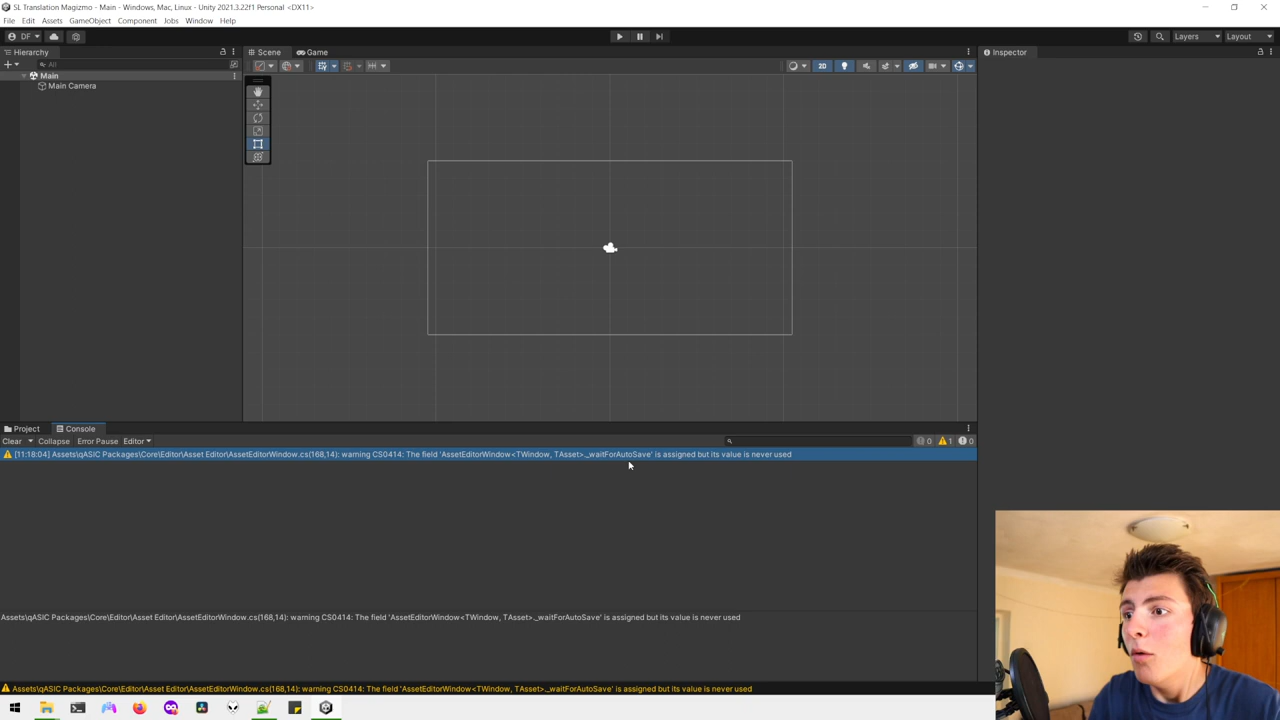 SL Translation Magizmo - Main - Windows, Mac, Linux - Unity 2021.3.22f1 Personal <DX11>
File Edit Assets GameObject Component Jobs Window Help
DF Layers Layout
Hierarchy Scene Game Inspector
All 2D
Main
Main Camera
Project Console
Clear Collapse Error Pause Editor 0 1 0
[11:18:04] Assets\qASIC Packages\Core\Editor\Asset Editor\AssetEditorWindow.cs(168,14): warning CS0414: The field 'AssetEditorWindow<TWindow, TAsset>._waitForAutoSave' is assigned but its value is never used
Assets\qASIC Packages\Core\Editor\Asset Editor\AssetEditorWindow.cs(168,14): warning CS0414: The field 'AssetEditorWindow<TWindow, TAsset>._waitForAutoSave' is assigned but its value is never used
Assets\qASIC Packages\Core\Editor\Asset Editor\AssetEditorWindow.cs(168,14): warning CS0414: The field 'AssetEditorWindow<TWindow, TAsset>._waitForAutoSave' is assigned but its value is never used